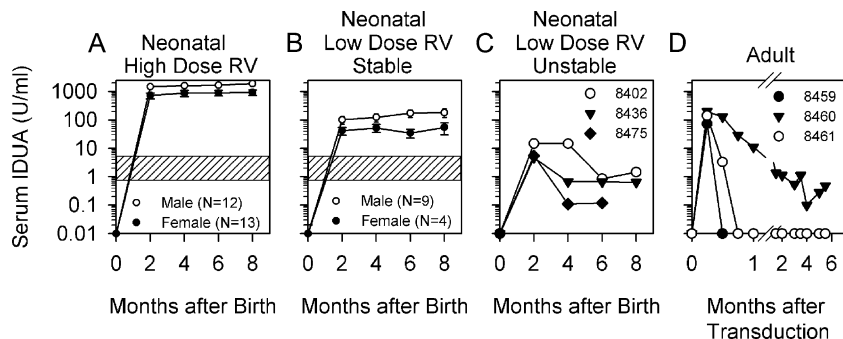 A Neonatal High Dose RV
B Neonatal Low Dose RV Stable
C Neonatal Low Dose RV Unstable
D Adult
Serum IDUA (U/ml)
1000
100
10
1
0.1
0.01
Male (N=12)
Female (N=13)
0 2 4 6 8
Months after Birth
Male (N=9)
Female (N=4)
0 2 4 6 8
Months after Birth
8402
8436
8475
0 2 4 6 8
Months after Birth
8459
8460
8461
0 1 2 4 6
Months after
Transduction